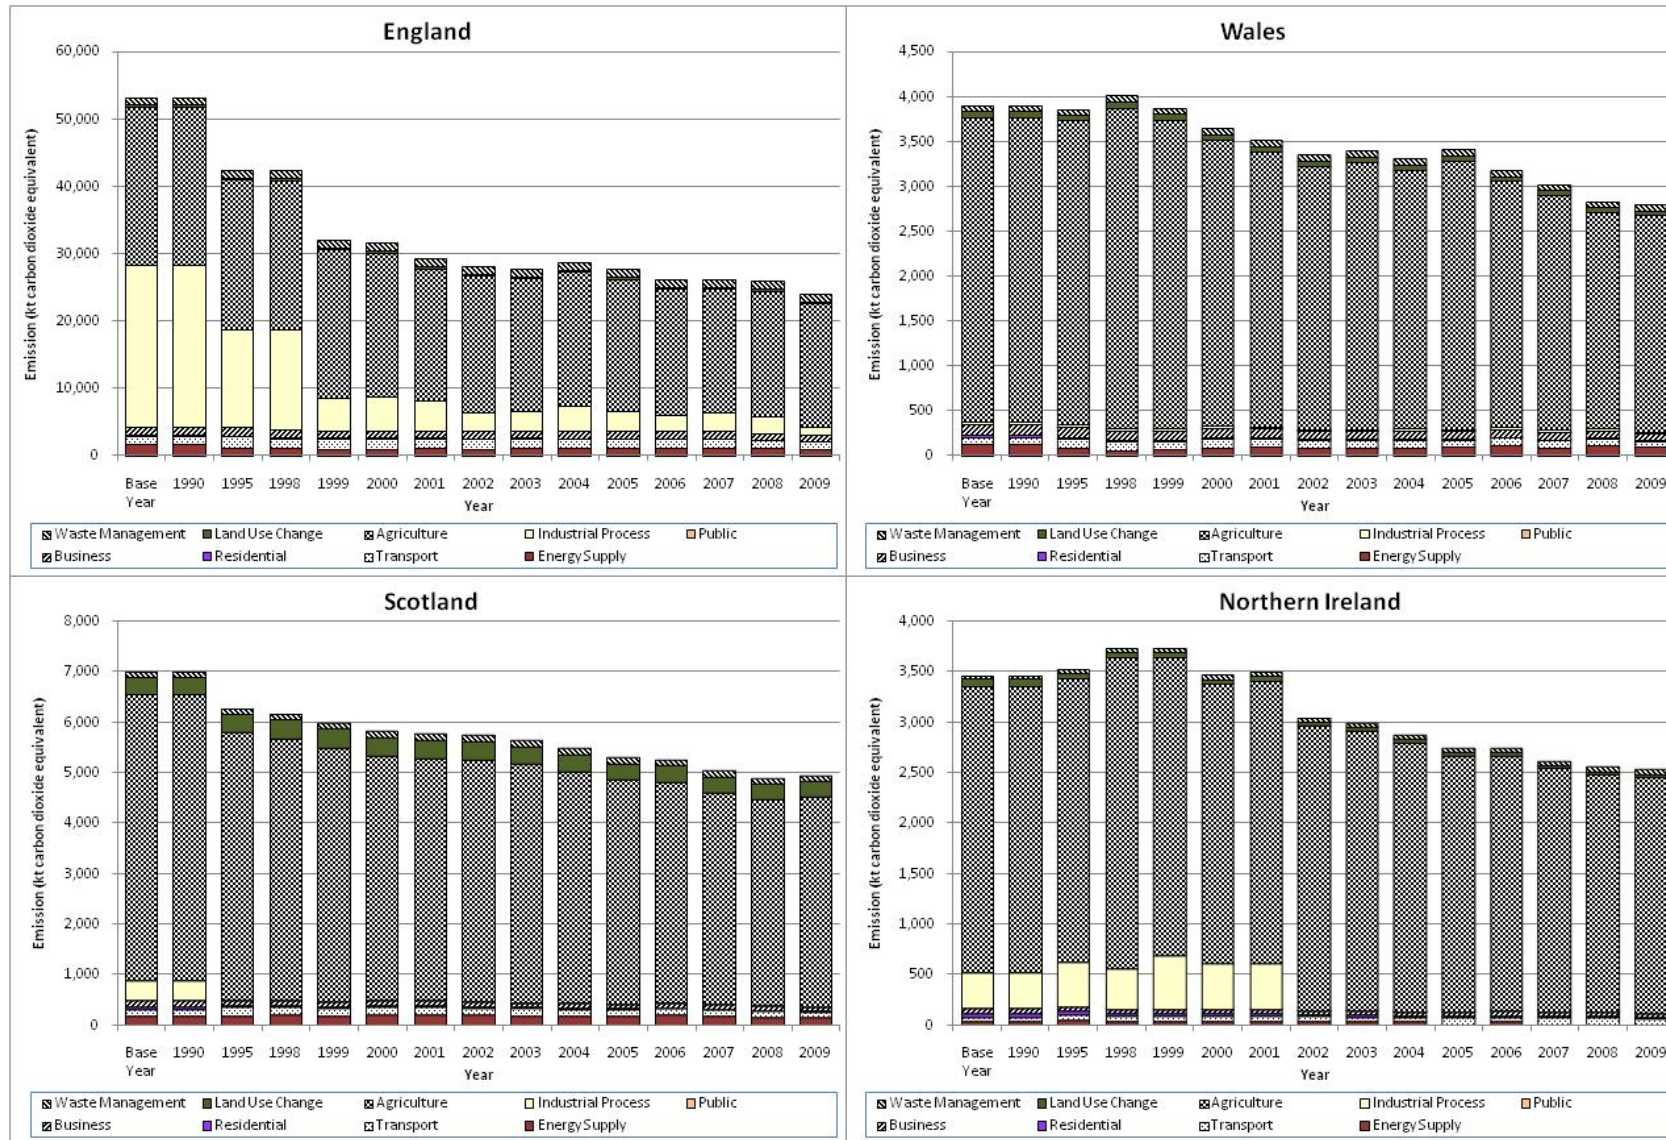 England
60,000
50,000
40,000
30,000
20,000
10,000
0
Emission (kt carbon dioxide equivalent)
Base Year 1990 1995 1998 1999 2000 2001 2002 2003 2004 2005 2006 2007 2008 2009
Year
Waste Management Land Use Change Agriculture Industrial Process Public
Business Residential Transport Energy Supply
Wales
4,500
4,000
3,500
3,000
2,500
2,000
1,500
1,000
500
0
Emission (kt carbon dioxide equivalent)
Base Year 1990 1995 1998 1999 2000 2001 2002 2003 2004 2005 2006 2007 2008 2009
Year
Waste Management Land Use Change Agriculture Industrial Process Public
Business Residential Transport Energy Supply
Scotland
8,000
7,000
6,000
5,000
4,000
3,000
2,000
1,000
0
Emission (kt carbon dioxide equivalent)
Base Year 1990 1995 1998 1999 2000 2001 2002 2003 2004 2005 2006 2007 2008 2009
Year
Waste Management Land Use Change Agriculture Industrial Process Public
Business Residential Transport Energy Supply
Northern Ireland
4,000
3,500
3,000
2,500
2,000
1,500
1,000
500
0
Emission (kt carbon dioxide equivalent)
Base Year 1990 1995 1998 1999 2000 2001 2002 2003 2004 2005 2006 2007 2008 2009
Year
Waste Management Land Use Change Agriculture Industrial Process Public
Business Residential Transport Energy Supply